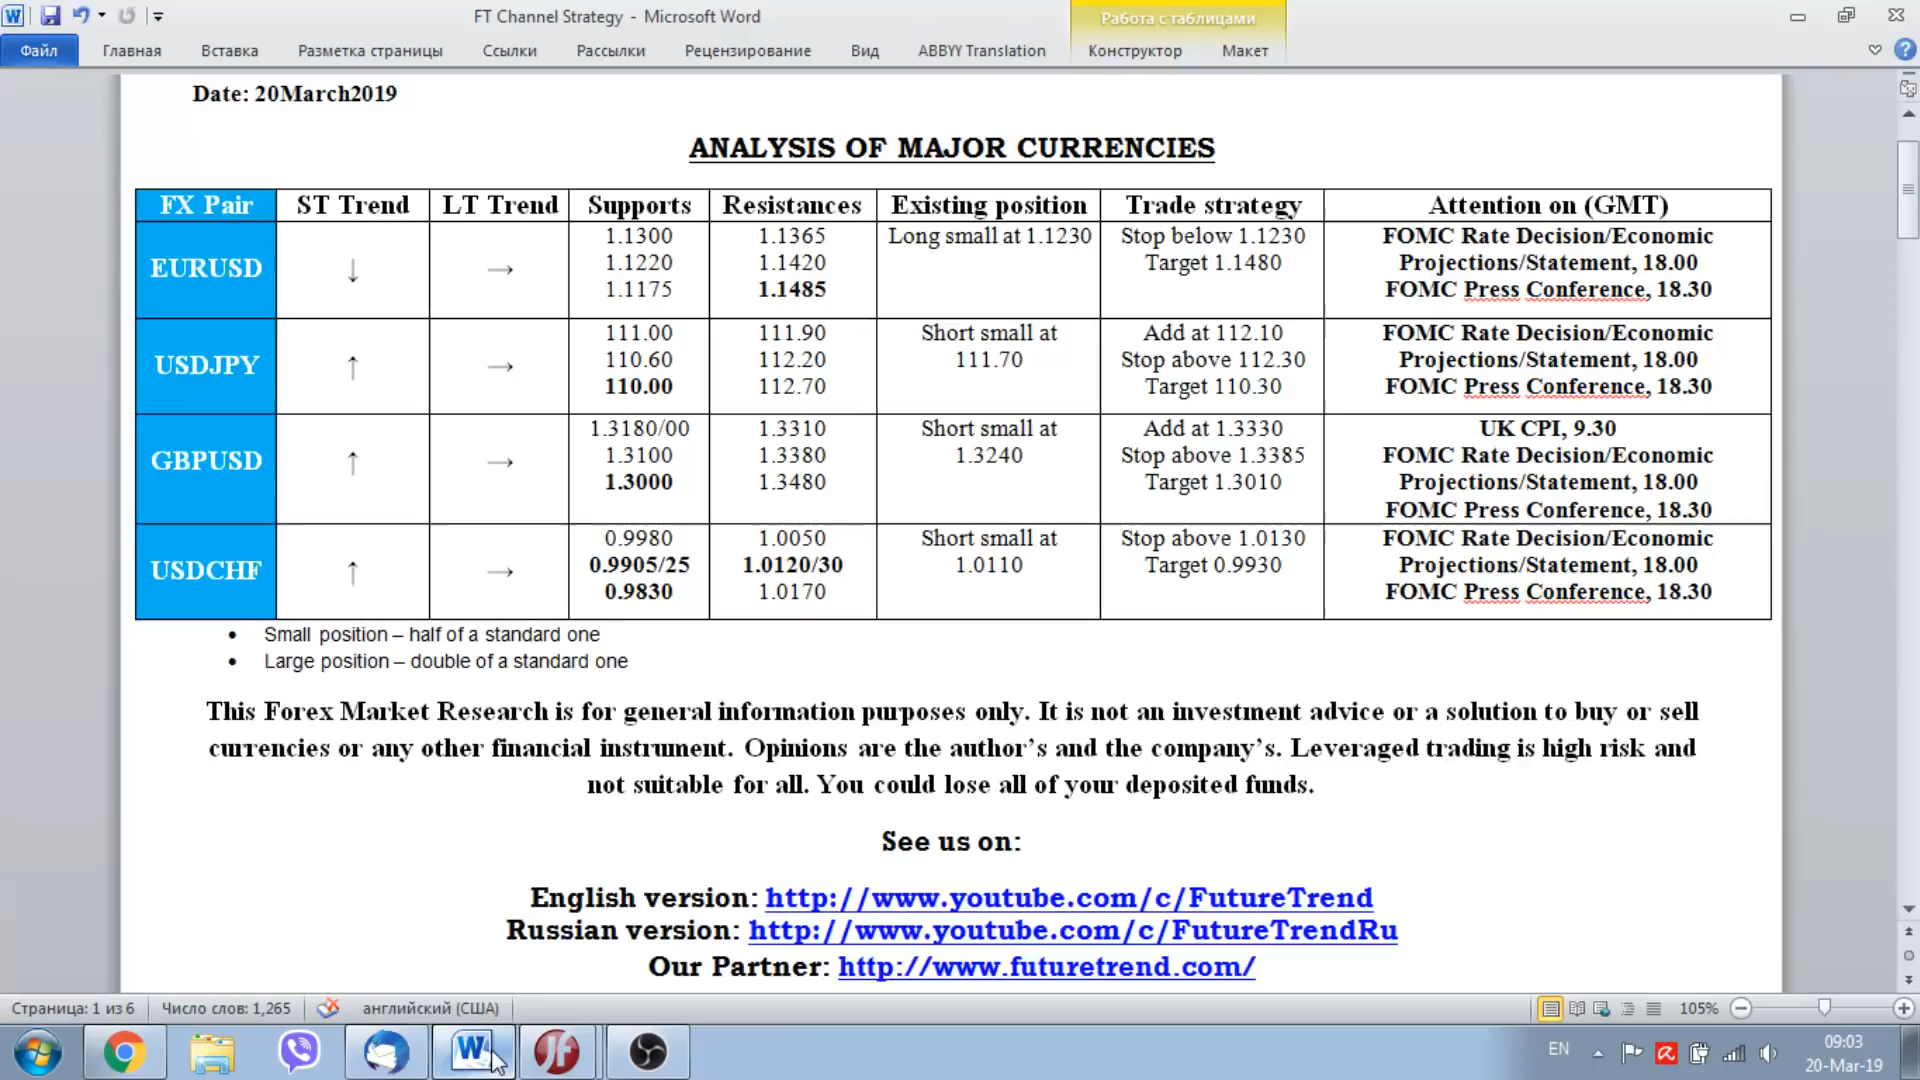 FT Channel Strategy - Microsoft Word
Работа с таблицами
Файл Главная Вставка Разметка страницы Ссылки Рассылки Рецензирование Вид ABBYY Translation Конструктор Макет
Date: 20March2019
ANALYSIS OF MAJOR CURRENCIES
FX Pair ST Trend LT Trend Supports Resistances Existing position Trade strategy Attention on (GMT)
EURUSD ↓ →
1.1300
1.1220
1.1175
1.1365
1.1420
1.1485
Long small at 1.1230
Stop below 1.1230
Target 1.1480
FOMC Rate Decision/Economic
Projections/Statement, 18.00
FOMC Press Conference, 18.30
USDJPY ↑ →
111.00
110.60
110.00
111.90
112.20
112.70
Short small at
111.70
Add at 112.10
Stop above 112.30
Target 110.30
FOMC Rate Decision/Economic
Projections/Statement, 18.00
FOMC Press Conference, 18.30
GBPUSD ↑ →
1.3180/00
1.3100
1.3000
1.3310
1.3380
1.3480
Short small at
1.3240
Add at 1.3330
Stop above 1.3385
Target 1.3010
UK CPI, 9.30
FOMC Rate Decision/Economic
Projections/Statement, 18.00
FOMC Press Conference, 18.30
USDCHF ↑ →
0.9980
0.9905/25
0.9830
1.0050
1.0120/30
1.0170
Short small at
1.0110
Stop above 1.0130
Target 0.9930
FOMC Rate Decision/Economic
Projections/Statement, 18.00
FOMC Press Conference, 18.30
• Small position – half of a standard one
• Large position – double of a standard one
This Forex Market Research is for general information purposes only. It is not an investment advice or a solution to buy or sell
currencies or any other financial instrument. Opinions are the author’s and the company’s. Leveraged trading is high risk and
not suitable for all. You could lose all of your deposited funds.
See us on:
English version: http://www.youtube.com/c/FutureTrend
Russian version: http://www.youtube.com/c/FutureTrendRu
Our Partner: http://www.futuretrend.com/
Страница: 1 из 6 Число слов: 1,265 английский (США) 105%
EN 09:03
20-Mar-19